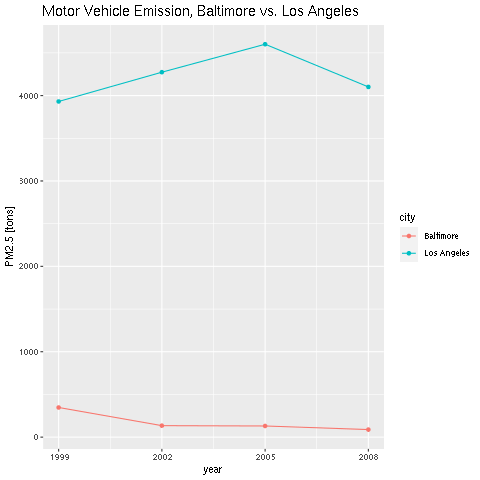 Motor Vehicle Emission, Baltimore vs. Los Angeles
PM2.5 [tons]
4000
3000
2000
1000
0
1999 2002 2005 2008
year
city
Baltimore
Los Angeles